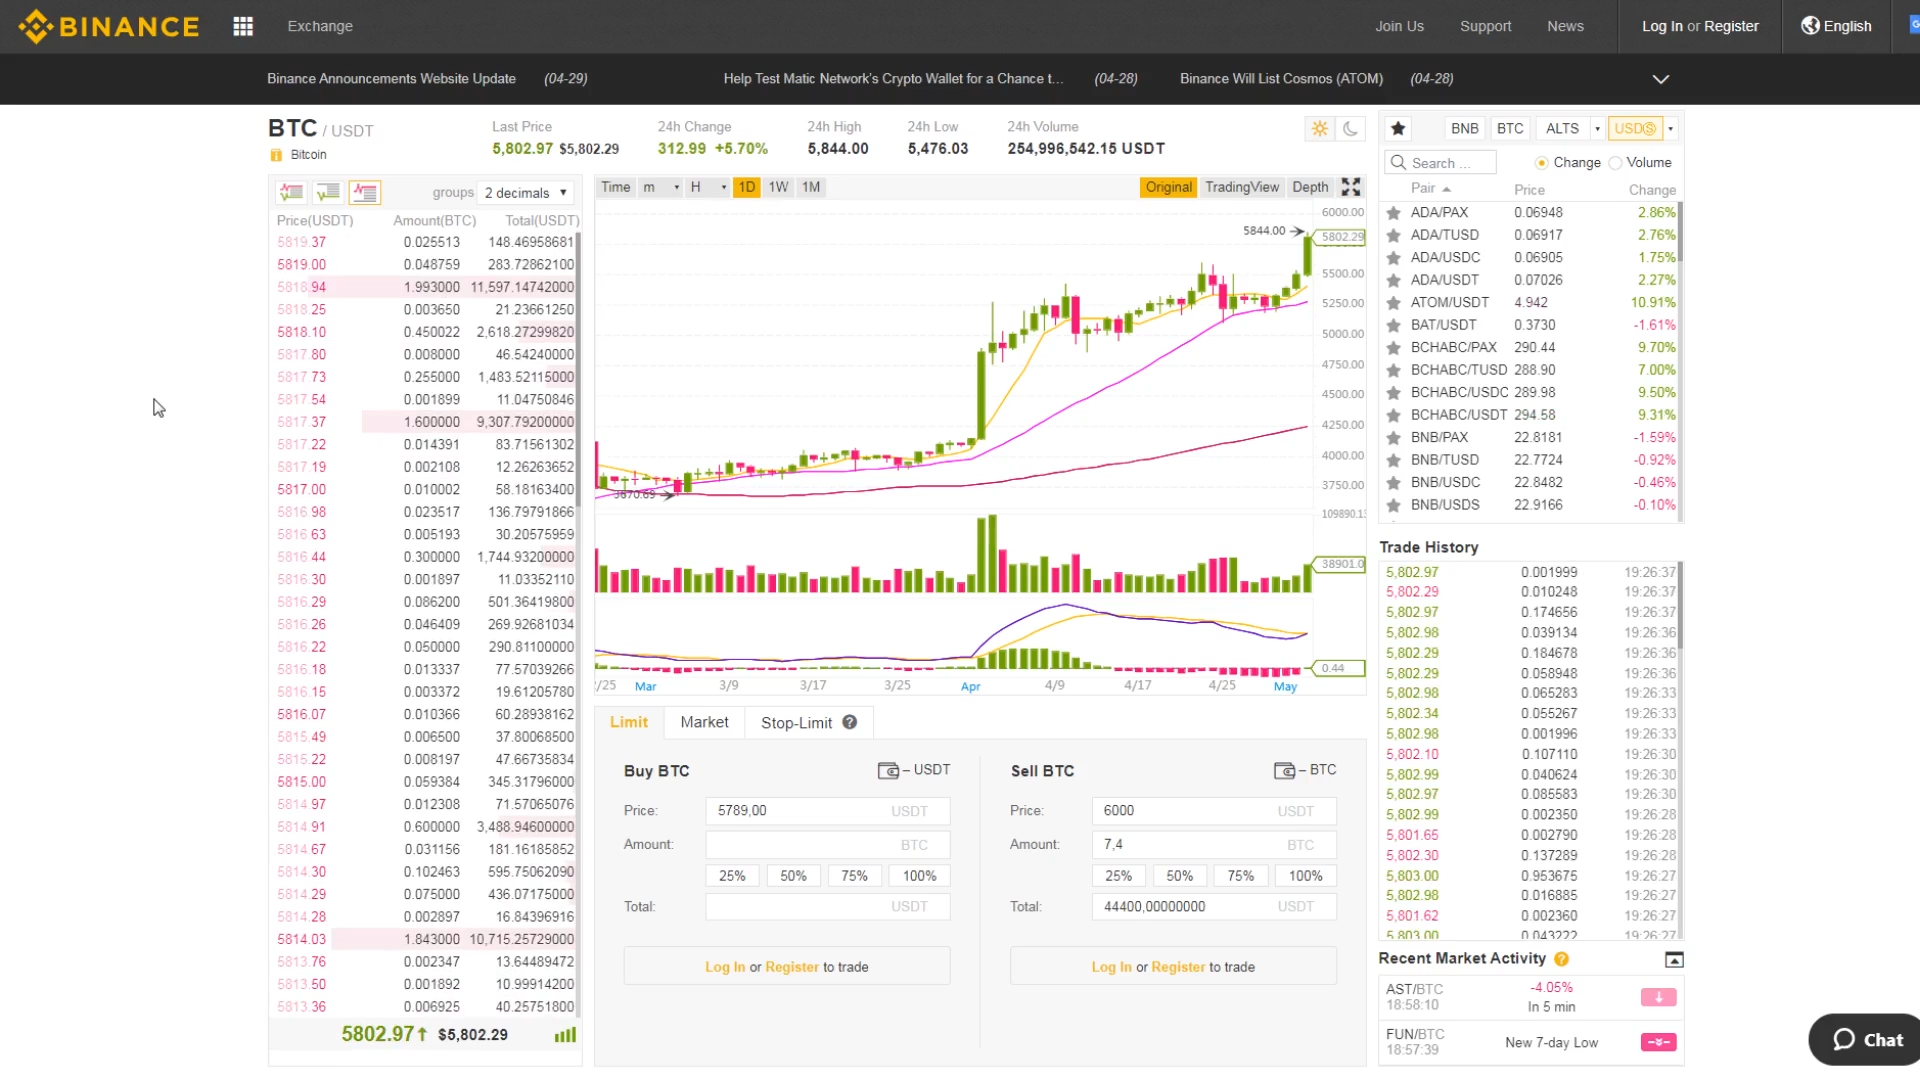 BINANCE
Exchange
Join Us
Support
News
Log In or Register
English
Binance Announcements Website Update (04-29)
Help Test Matic Network's Crypto Wallet for a Chance t... (04-28)
Binance Will List Cosmos (ATOM) (04-28)
BTC / USDT
Bitcoin
Last Price
5,802.97 $5,802.29
24h Change
312.99 +5.70%
24h High
5,844.00
24h Low
5,476.03
24h Volume
254,996,542.15 USDT
groups 2 decimals
Price(USDT) Amount(BTC) Total(USDT)
5819.37 0.025513 148.46958681
5819.00 0.048759 283.72862100
5818.94 1.993000 11,597.14742000
5818.25 0.003650 21.23661250
5818.10 0.450022 2,618.27299820
5817.80 0.008000 46.54240000
5817.73 0.255000 1,483.52115000
5817.54 0.001899 11.04750846
5817.37 1.600000 9,307.79200000
5817.22 0.014391 83.71561302
5817.19 0.002108 12.26263652
5817.00 0.010002 58.18163400
5816.98 0.023517 136.79791866
5816.63 0.005193 30.20575959
5816.44 0.300000 1,744.93200000
5816.30 0.001897 11.03352110
5816.29 0.086200 501.36419800
5816.26 0.046409 269.92681034
5816.22 0.050000 290.81100000
5816.18 0.013337 77.57039266
5816.15 0.003372 19.61205780
5816.07 0.010366 60.28938162
5815.49 0.006500 37.80068500
5815.22 0.008197 47.66735834
5815.00 0.059384 345.31796000
5814.97 0.012308 71.57065076
5814.91 0.600000 3,488.94600000
5814.67 0.031156 181.16185852
5814.30 0.102463 595.75062090
5814.29 0.075000 436.07175000
5814.28 0.002897 16.84396916
5814.03 1.843000 10,715.25729000
5813.76 0.002347 13.64489472
5813.50 0.001892 10.99914200
5813.36 0.006925 40.25751800
5802.97↑ $5,802.29
Time m H 1D 1W 1M
Original TradingView Depth
6000.00
5844.00
5802.29
5500.00
5250.00
5000.00
4750.00
4500.00
4250.00
4000.00
3750.00
3670.69
109890.1
38901.0
0.44
/25 Mar 3/9 3/17 3/25 Apr 4/9 4/17 4/25 May
Limit Market Stop-Limit ?
Buy BTC – USDT
Price: 5789,00 USDT
Amount: BTC
25% 50% 75% 100%
Total: USDT
Log In or Register to trade
Sell BTC – BTC
Price: 6000 USDT
Amount: 7,4 BTC
25% 50% 75% 100%
Total: 44400,00000000 USDT
Log In or Register to trade
BNB BTC ALTS USDⓈ
Search ... Change Volume
Pair Price Change
ADA/PAX 0.06948 2.86%
ADA/TUSD 0.06917 2.76%
ADA/USDC 0.06905 1.75%
ADA/USDT 0.07026 2.27%
ATOM/USDT 4.942 10.91%
BAT/USDT 0.3730 -1.61%
BCHABC/PAX 290.44 9.70%
BCHABC/TUSD 288.90 7.00%
BCHABC/USDC 289.98 9.50%
BCHABC/USDT 294.58 9.31%
BNB/PAX 22.8181 -1.59%
BNB/TUSD 22.7724 -0.92%
BNB/USDC 22.8482 -0.46%
BNB/USDS 22.9166 -0.10%
Trade History
5,802.97 0.001999 19:26:37
5,802.29 0.010248 19:26:37
5,802.97 0.174656 19:26:37
5,802.98 0.039134 19:26:36
5,802.29 0.184678 19:26:36
5,802.29 0.058948 19:26:36
5,802.98 0.065283 19:26:33
5,802.34 0.055267 19:26:33
5,802.98 0.001996 19:26:33
5,802.10 0.107110 19:26:30
5,802.99 0.040624 19:26:30
5,802.97 0.085583 19:26:30
5,802.99 0.002350 19:26:28
5,801.65 0.002790 19:26:28
5,802.30 0.137289 19:26:28
5,803.00 0.953675 19:26:27
5,802.98 0.016885 19:26:27
5,801.62 0.002360 19:26:27
5,803.00 0.043222 19:26:27
Recent Market Activity ?
AST/BTC -4.05%
18:58:10 In 5 min
FUN/BTC New 7-day Low
18:57:39
Chat